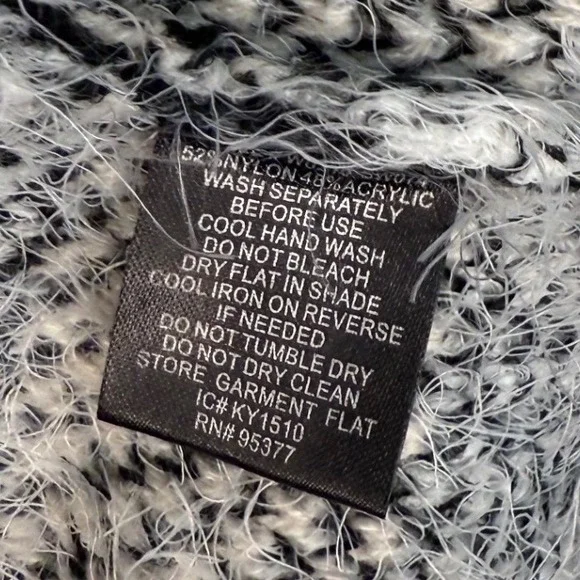 52%NYLON 48%ACRYLIC
WASH SEPARATELY
BEFORE USE
COOL HAND WASH
DO NOT BLEACH
DRY FLAT IN SHADE
COOL IRON ON REVERSE
IF NEEDED
DO NOT TUMBLE DRY
DO NOT DRY CLEAN
STORE GARMENT FLAT
IC# KY1510
RN# 95377